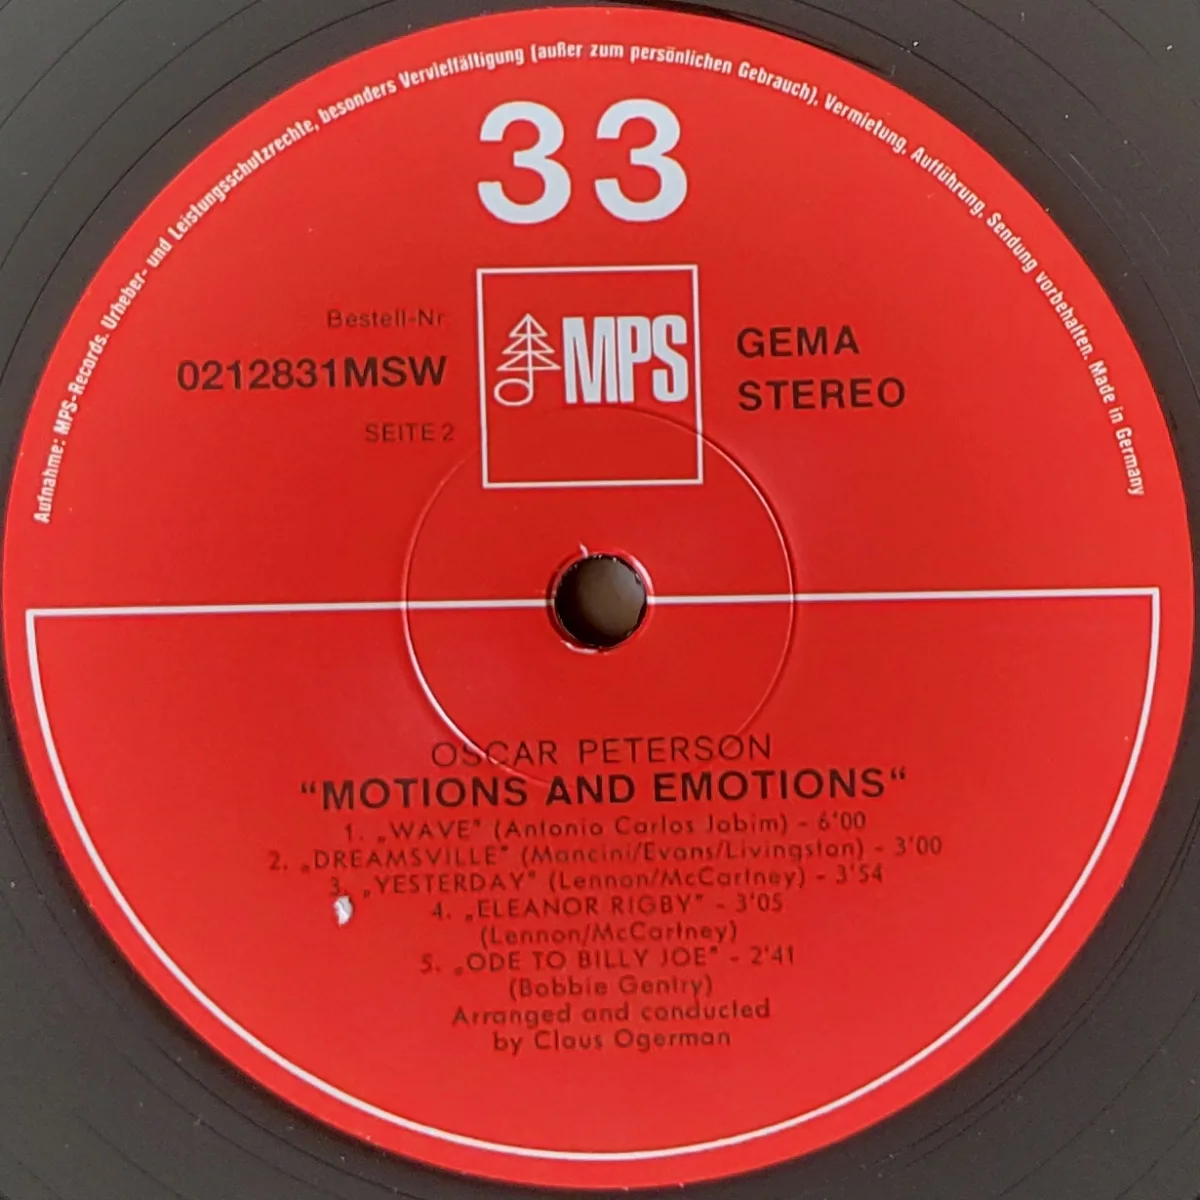 Aufnahme: MPS-Records. Urheber- und Leistungsschutzrechte, besonders Vervielfältigung (außer zum persönlichen Gebrauch), Vermietung, Aufführung, Sendung vorbehalten. Made in Germany
33
Bestell-Nr
0212831MSW
SEITE 2
MPS
GEMA
STEREO
OSCAR PETERSON
“MOTIONS AND EMOTIONS“
1. „WAVE” (Antonio Carlos Jobim) - 6'00
2. „DREAMSVILLE” (Mancini/Evans/Livingston) - 3'00
3. „YESTERDAY” (Lennon/McCartney) - 3'54
4. „ELEANOR RIGBY” - 3'05
(Lennon/McCartney)
5. „ODE TO BILLY JOE” - 2'41
(Bobbie Gentry)
Arranged and conducted
by Claus Ogerman